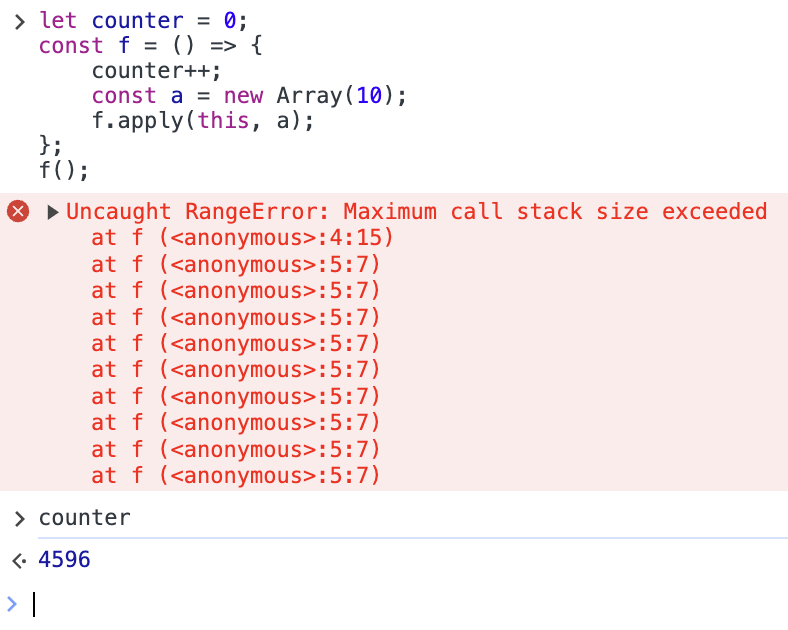 let counter = 0;
const f = () => {
    counter++;
    const a = new Array(10);
    f.apply(this, a);
};
f();
Uncaught RangeError: Maximum call stack size exceeded
    at f (<anonymous>:4:15)
    at f (<anonymous>:5:7)
    at f (<anonymous>:5:7)
    at f (<anonymous>:5:7)
    at f (<anonymous>:5:7)
    at f (<anonymous>:5:7)
    at f (<anonymous>:5:7)
    at f (<anonymous>:5:7)
    at f (<anonymous>:5:7)
    at f (<anonymous>:5:7)
counter
4596